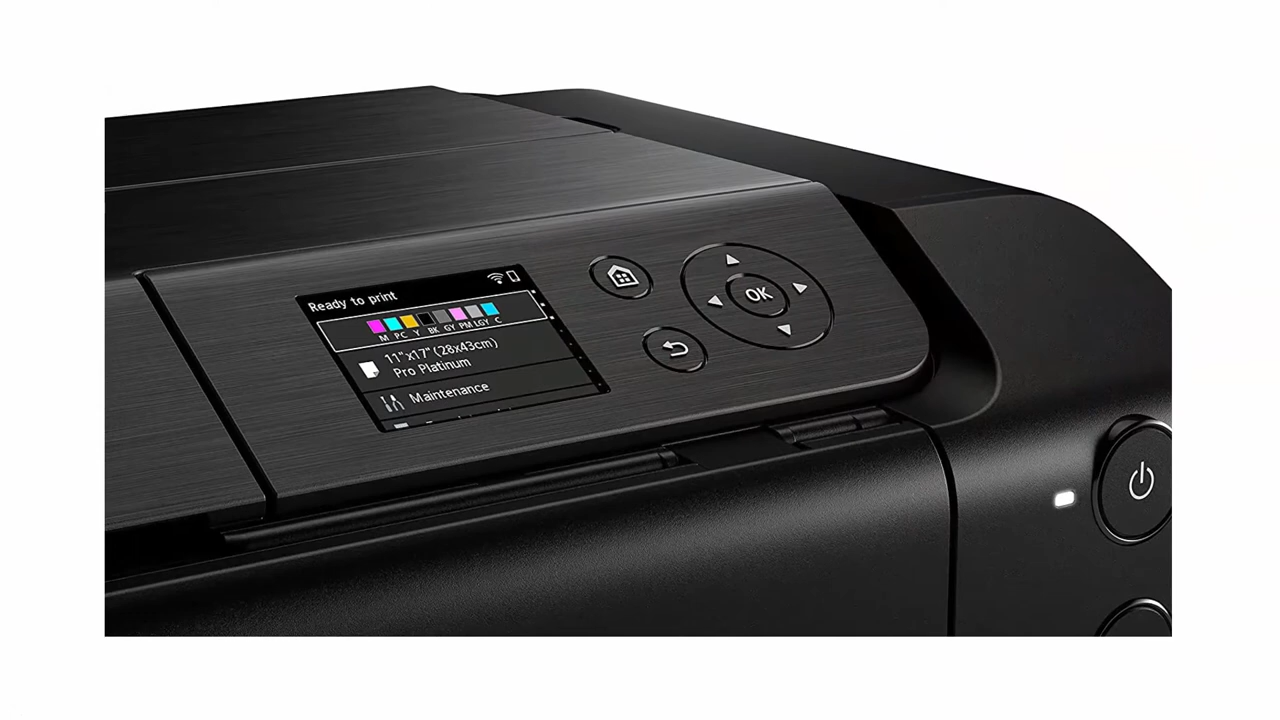 Ready to print
M PC Y BK GY PM LGY C
11"x17"(28x43cm)
Pro Platinum
Maintenance
OK